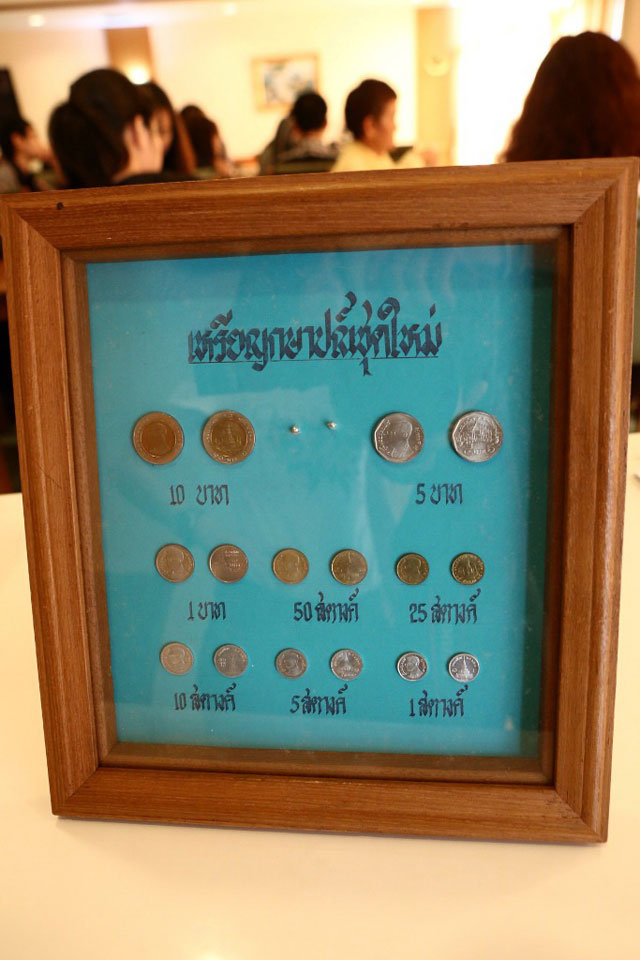 เหรียญกษาปณ์ชุดใหม่
10 บาท
5 บาท
1 บาท
50 สตางค์
25 สตางค์
10 สตางค์
5 สตางค์
1 สตางค์